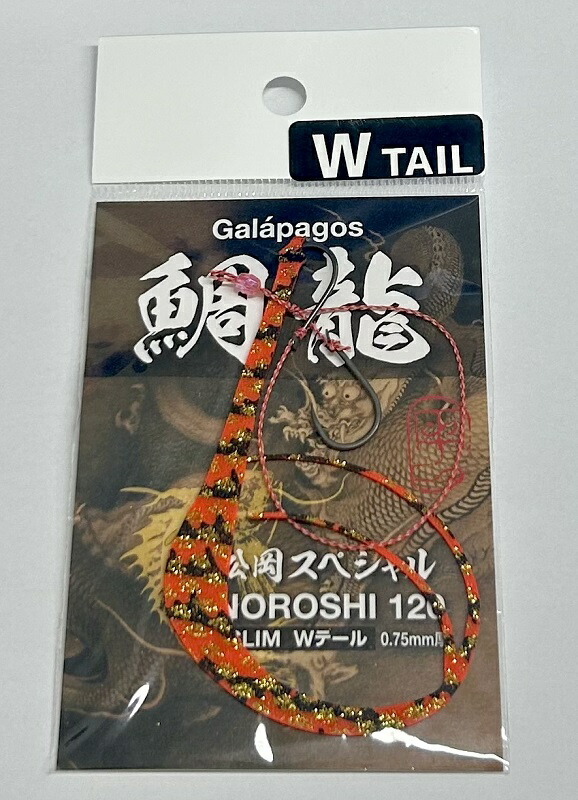 W TAIL
Galápagos
鯛龍
松岡スペシャル
NOROSHI 120
SLIM Wテール 0.75mm厚